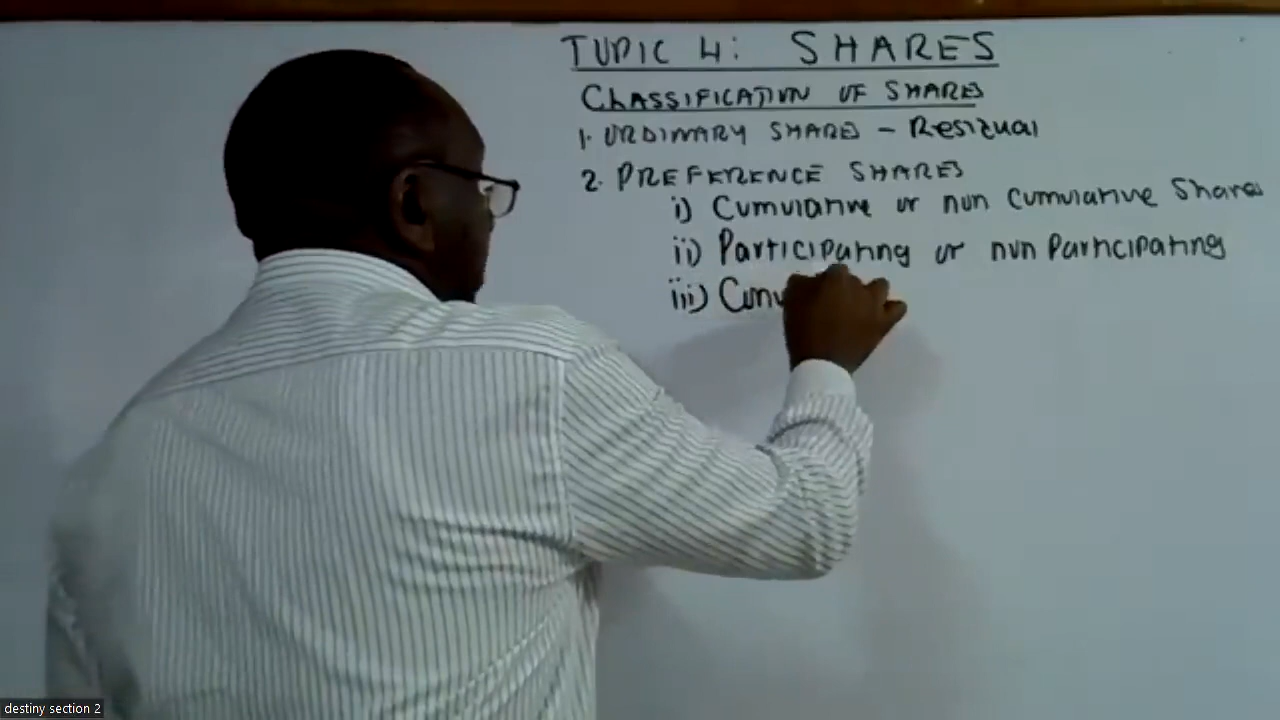 TOPIC 4: SHARES
CLASSIFICATION OF SHARES
1. ORDINARY SHARE - Residual
2. PREFERENCE SHARES
i) Cumulative or non cumulative Shares
ii) Participating or non Participating
iii)
destiny section 2